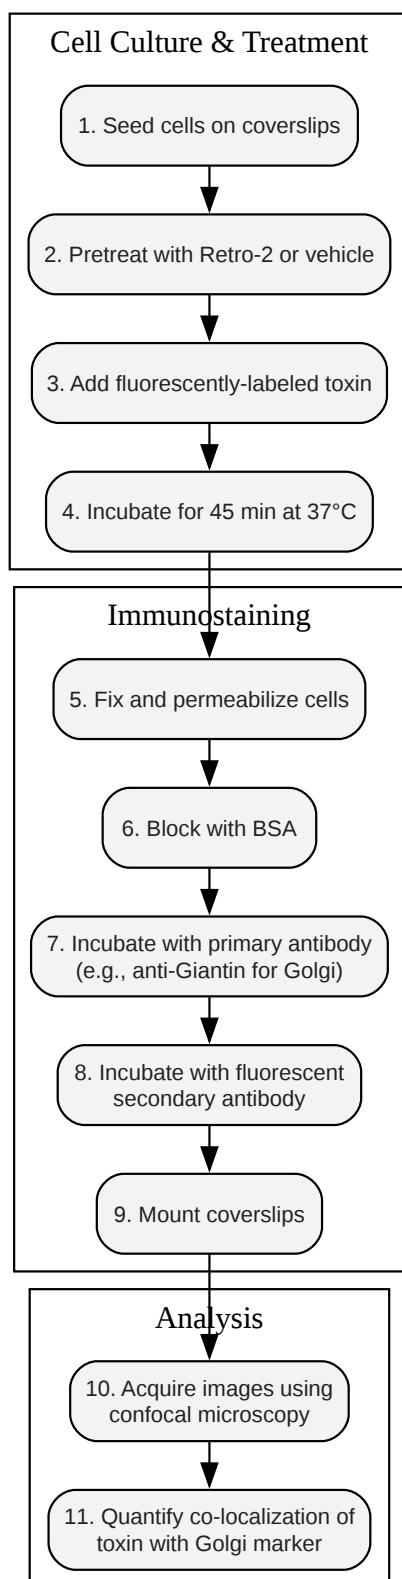 Cell Culture & Treatment
1. Seed cells on coverslips
2. Pretreat with Retro-2 or vehicle
3. Add fluorescently-labeled toxin
4. Incubate for 45 min at 37°C
Immunostaining
5. Fix and permeabilize cells
6. Block with BSA
7. Incubate with primary antibody
(e.g., anti-Giantin for Golgi)
8. Incubate with fluorescent
secondary antibody
9. Mount coverslips
Analysis
10. Acquire images using
confocal microscopy
11. Quantify co-localization of
toxin with Golgi marker